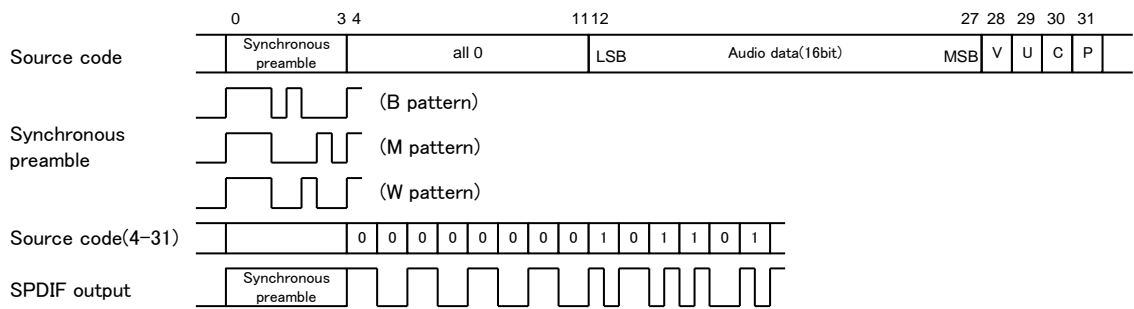 0 3 4 11 12 27 28 29 30 31
Source code Synchronous preamble all 0 LSB Audio data(16bit) MSB V U C P
(B pattern)
Synchronous preamble (M pattern)
(W pattern)
Source code(4-31) 0 0 0 0 0 0 0 0 1 0 1 1 0 1
SPDIF output Synchronous preamble